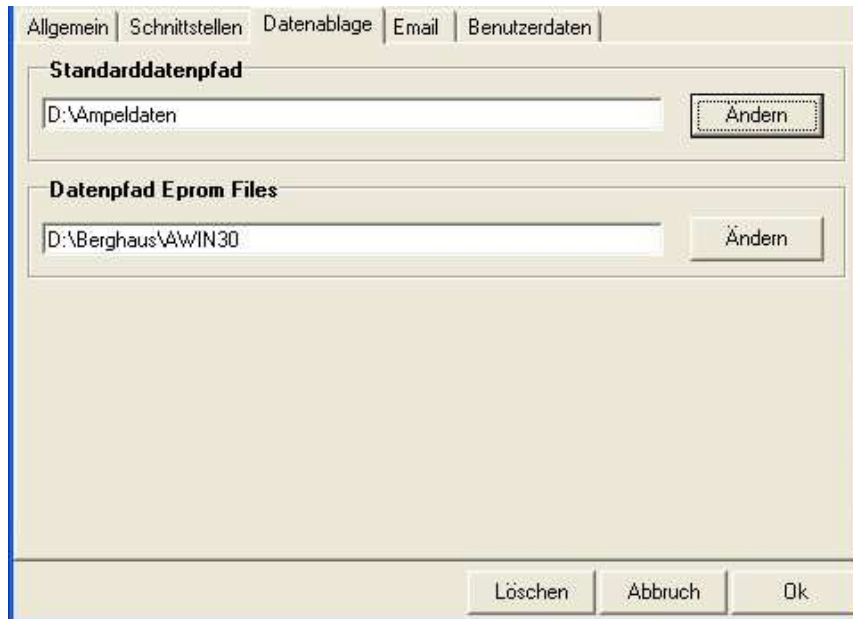 Allgemein Schnittstellen Datenablage Email Benutzerdaten
Standarddatenpfad
D:\Ampeldaten Ändern
Datenpfad Eprom Files
D:\Berghaus\AWIN30 Ändern
Löschen Abbruch Ok